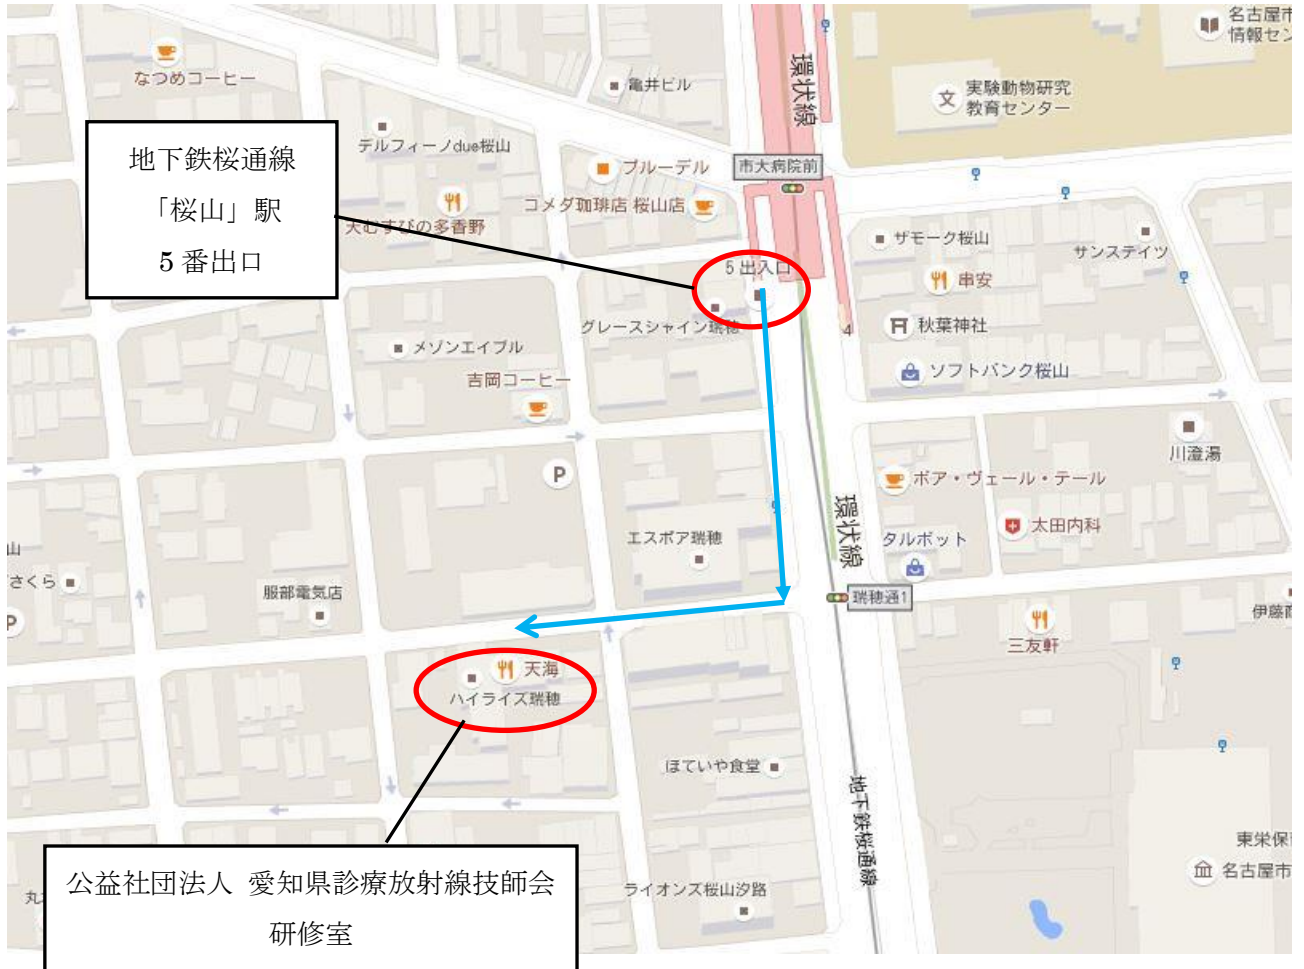 名古屋市
情報セン
なつめコーヒー
亀井ビル
環状線
実験動物研究
教育センター
文
デルフィーノdue桜山
地下鉄桜通線
「桜山」駅
5 番出口
ブルーデル
市大病院前
コメダ珈琲店 桜山店
天むすびの多香野
ザモーク桜山
サンステイツ
5 出入口
串安
グレースシャイン瑞穂
4
秋葉神社
メゾンエイブル
ソフトバンク桜山
吉岡コーヒー
川澄湯
P
ボア・ヴェール・テール
環状線
太田内科
エスポア瑞穂
タルボット
山
さくら
服部電気店
瑞穂通1
P
三友軒
天海
ハイライズ瑞穂
ほていや食堂
地下鉄桜通線
東栄保
名古屋市
公益社団法人 愛知県診療放射線技師会
研修室
ライオンズ桜山汐路
丸